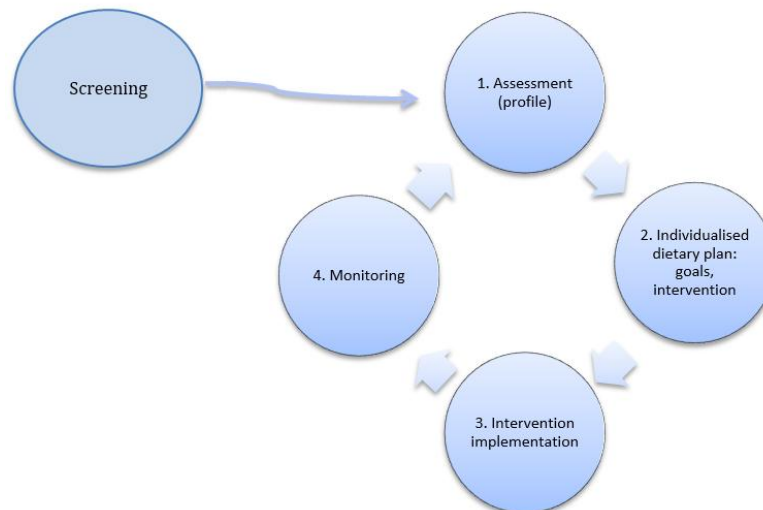 Screening
1. Assessment
(profile)
2. Individualised
dietary plan:
goals,
intervention
4. Monitoring
3. Intervention
implementation